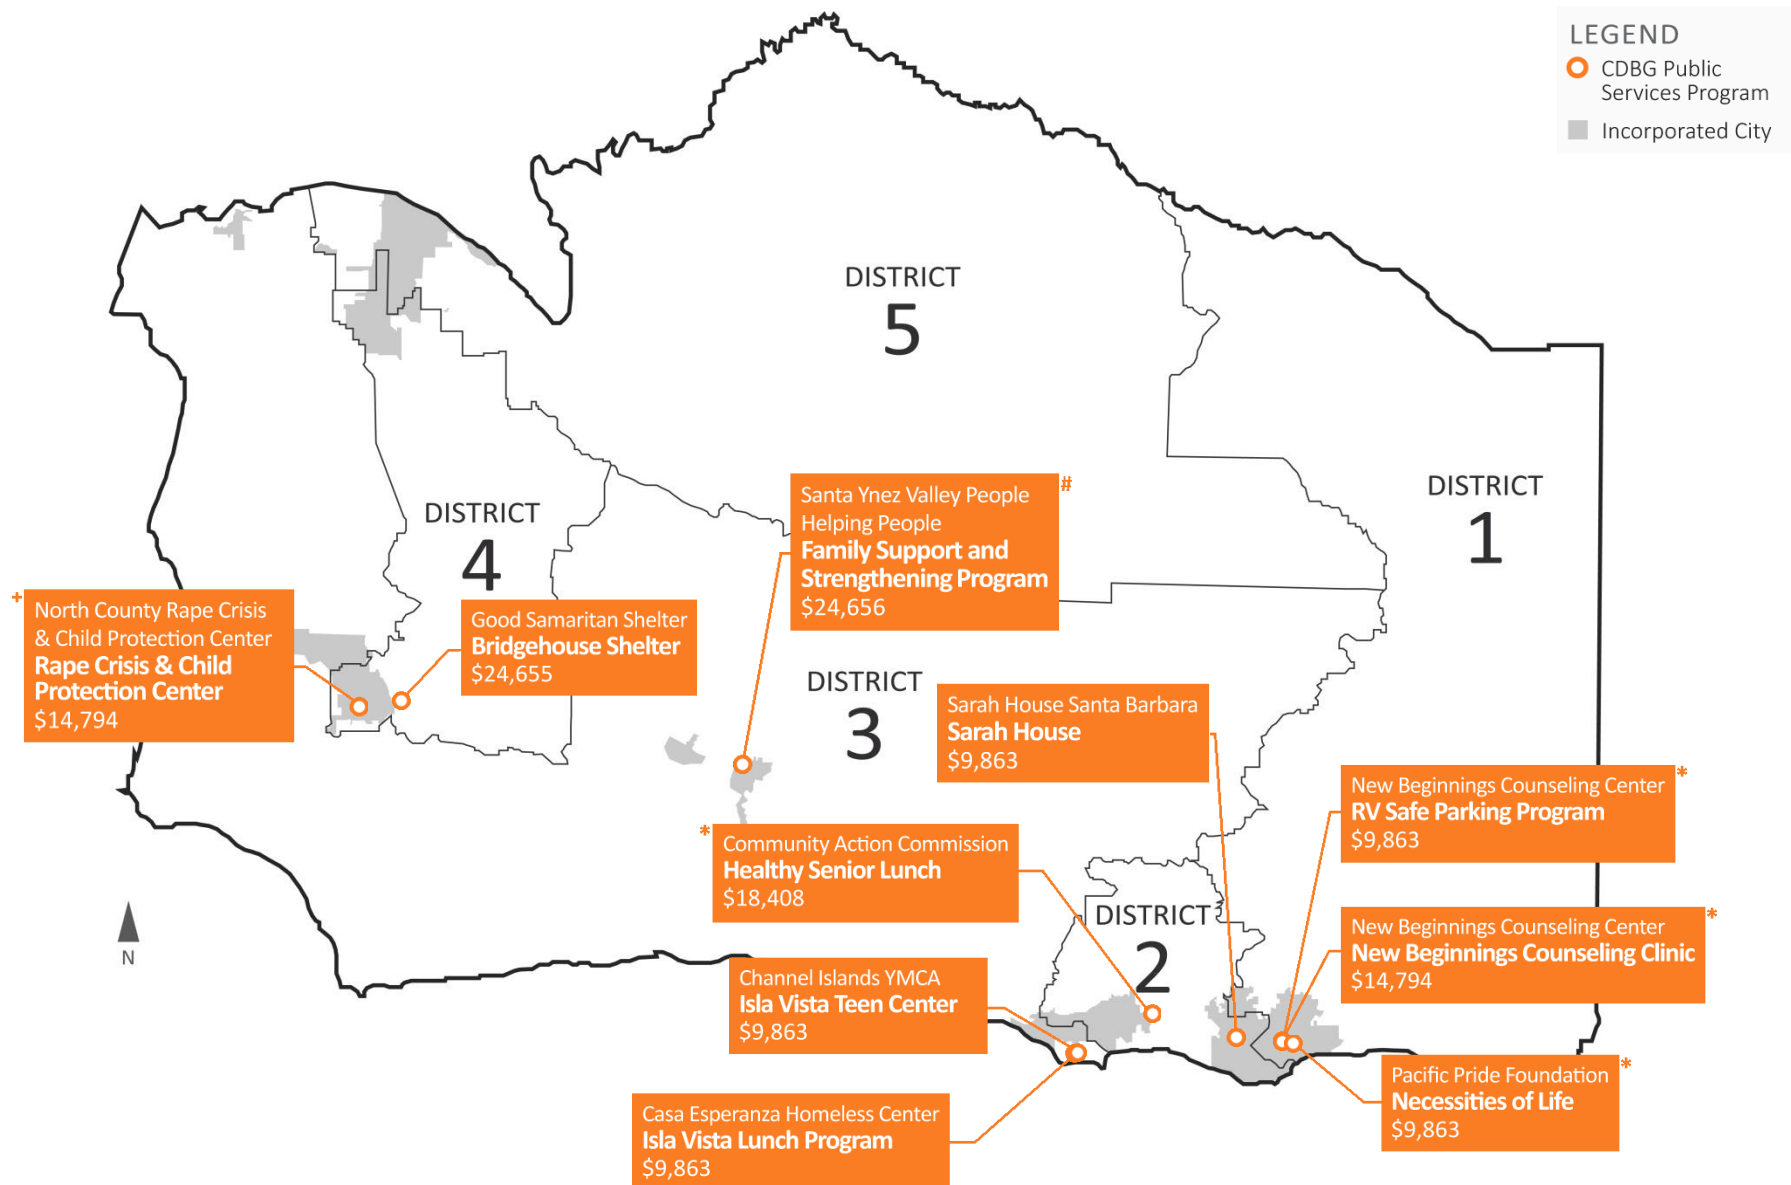 LEGEND
CDBG Public
Services Program
Incorporated City
DISTRICT
5
DISTRICT
1
DISTRICT
4
Santa Ynez Valley People
Helping People
Family Support and
Strengthening Program
$24,656
#
+
North County Rape Crisis
& Child Protection Center
Rape Crisis & Child
Protection Center
$14,794
Good Samaritan Shelter
Bridgehouse Shelter
$24,655
DISTRICT
3
Sarah House Santa Barbara
Sarah House
$9,863
New Beginnings Counseling Center
RV Safe Parking Program
$9,863
*
*
Community Action Commission
Healthy Senior Lunch
$18,408
DISTRICT
2
New Beginnings Counseling Center
New Beginnings Counseling Clinic
$14,794
*
N
Channel Islands YMCA
Isla Vista Teen Center
$9,863
Pacific Pride Foundation
Necessities of Life
$9,863
*
Casa Esperanza Homeless Center
Isla Vista Lunch Program
$9,863